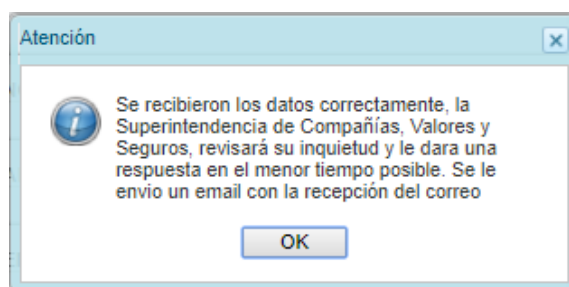 Atención
Se recibieron los datos correctamente, la
Superintendencia de Compañías, Valores y
Seguros, revisará su inquietud y le dara una
respuesta en el menor tiempo posible. Se le
envio un email con la recepción del correo
OK